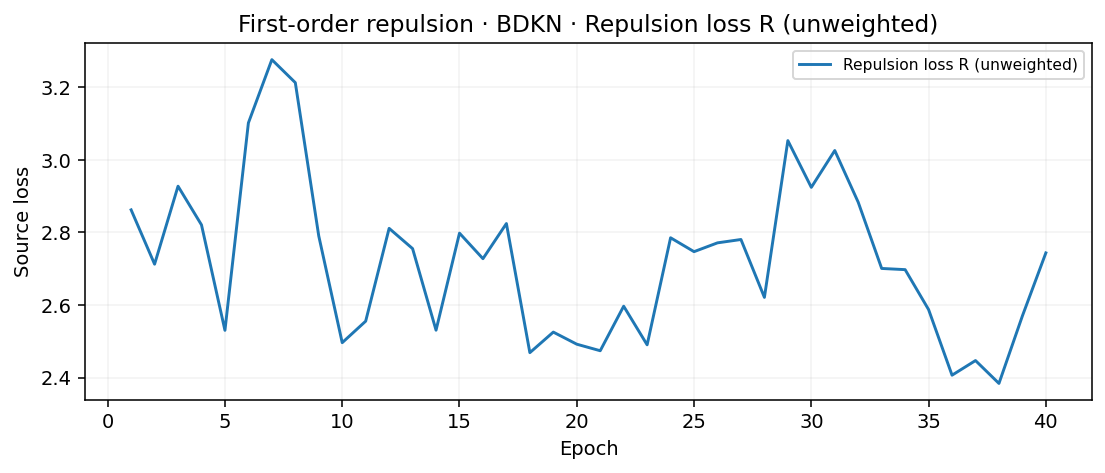 First-order repulsion · BDKN · Repulsion loss R (unweighted)
Repulsion loss R (unweighted)
Source loss
3.2
3.0
2.8
2.6
2.4
0 5 10 15 20 25 30 35 40
Epoch